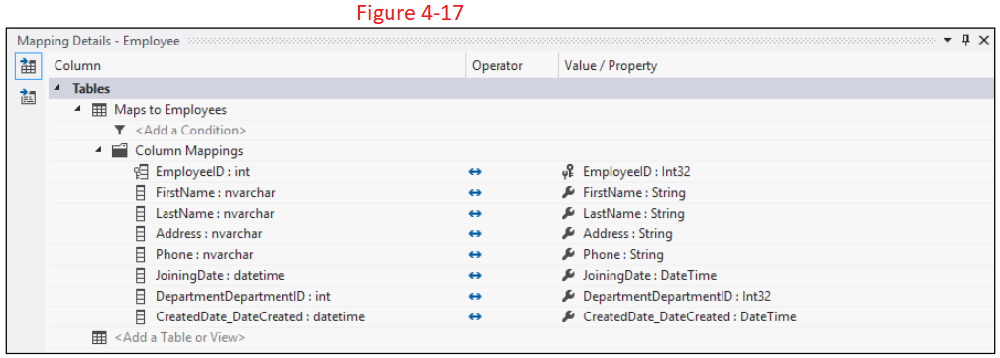 Figure 4-17
Mapping Details - Employee
Column Operator Value / Property
Tables
Maps to Employees
<Add a Condition>
Column Mappings
EmployeeID : int EmployeeID : Int32
FirstName : nvarchar FirstName : String
LastName : nvarchar LastName : String
Address : nvarchar Address : String
Phone : nvarchar Phone : String
JoiningDate : datetime JoiningDate : DateTime
DepartmentDepartmentID : int DepartmentDepartmentID : Int32
CreatedDate_DateCreated : datetime CreatedDate_DateCreated : DateTime
<Add a Table or View>